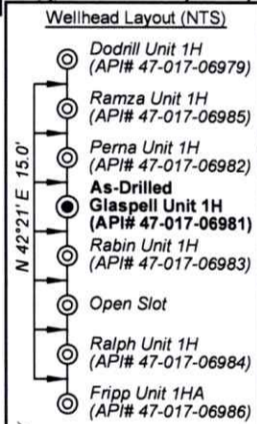 Wellhead Layout (NTS)
Dodrill Unit 1H
(API# 47-017-06979)
Ramza Unit 1H
(API# 47-017-06985)
Perna Unit 1H
(API# 47-017-06982)
As-Drilled
Glaspell Unit 1H
(API# 47-017-06981)
Rabin Unit 1H
(API# 47-017-06983)
Open Slot
Ralph Unit 1H
(API# 47-017-06984)
Fripp Unit 1HA
(API# 47-017-06986)
N 42°21' E 15.0'